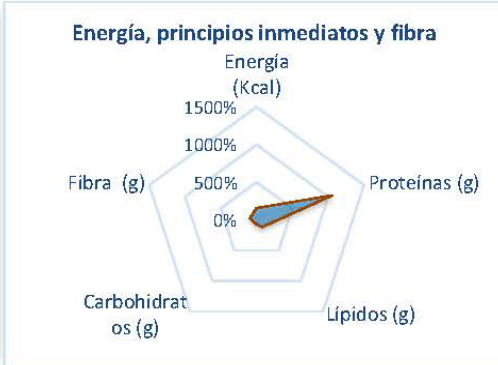 Energía, principios inmediatos y fibra
Energía
(Kcal)
1500%
1000%
500%
0%
Fibra (g)
Proteínas (g)
Carbohidrat
os (g)
Lípidos (g)